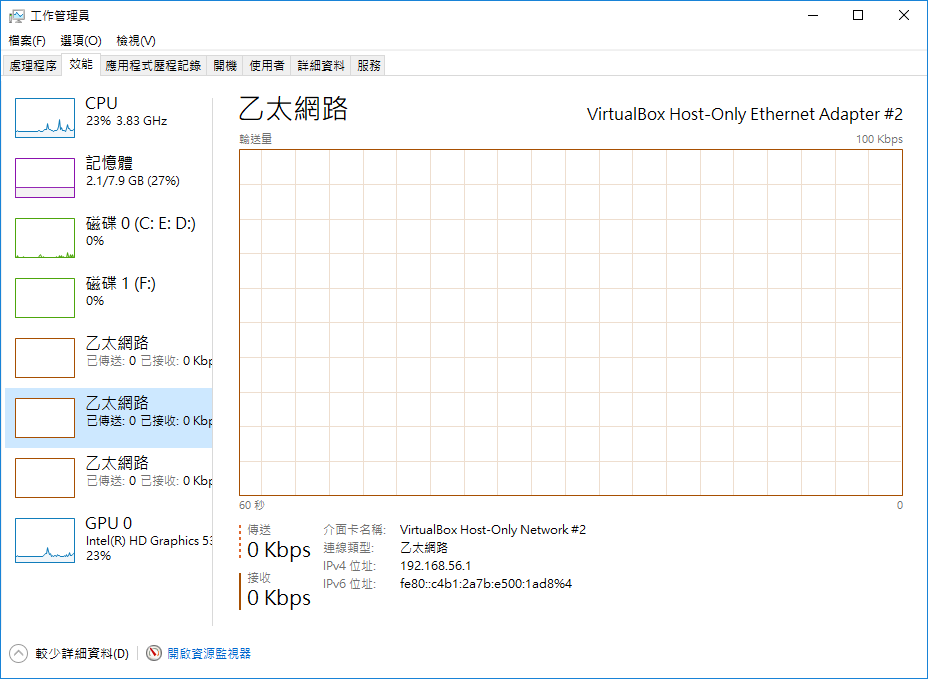 工作管理員
檔案(F) 選項(O) 檢視(V)
處理程序 效能 應用程式歷程記錄 開機 使用者 詳細資料 服務
CPU
23% 3.83 GHz
記憶體
2.1/7.9 GB (27%)
磁碟 0 (C: E: D:)
0%
磁碟 1 (F:)
0%
乙太網路
已傳送: 0 已接收: 0 Kbp
乙太網路
已傳送: 0 已接收: 0 Kbp
乙太網路
已傳送: 0 已接收: 0 Kbp
GPU 0
Intel(R) HD Graphics 53
23%
乙太網路 VirtualBox Host-Only Ethernet Adapter #2
輸送量 100 Kbps
60 秒 0
傳送
0 Kbps
接收
0 Kbps
介面卡名稱: VirtualBox Host-Only Network #2
連線類型: 乙太網路
IPv4 位址: 192.168.56.1
IPv6 位址: fe80::c4b1:2a7b:e500:1ad8%4
較少詳細資料(D) 開啟資源監視器